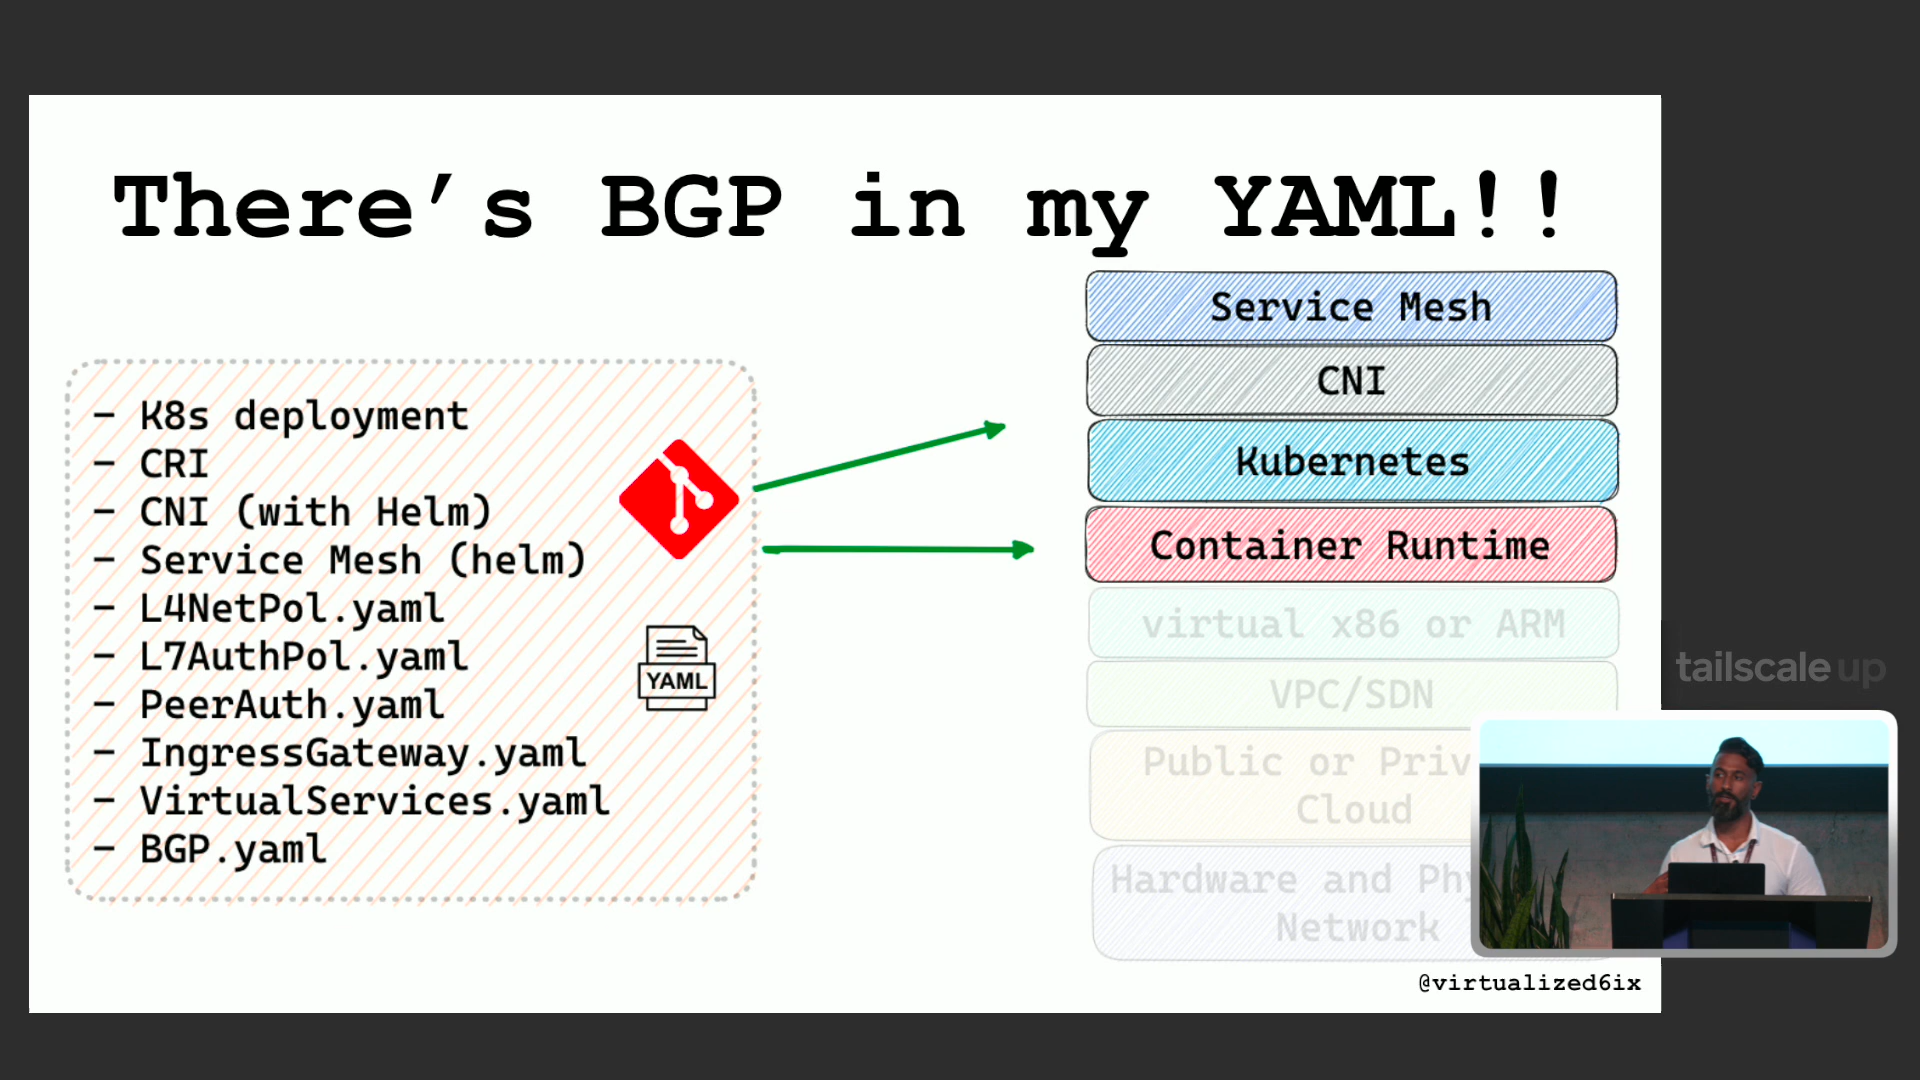 There’s BGP in my YAML!!
- K8s deployment
- CRI
- CNI (with Helm)
- Service Mesh (helm)
- L4NetPol.yaml
- L7AuthPol.yaml
- PeerAuth.yaml
- IngressGateway.yaml
- VirtualServices.yaml
- BGP.yaml
YAML
Service Mesh
CNI
Kubernetes
Container Runtime
virtual x86 or ARM
VPC/SDN
Public or Priv
Cloud
Hardware and Phy
Network
@virtualized6ix
tailscale up